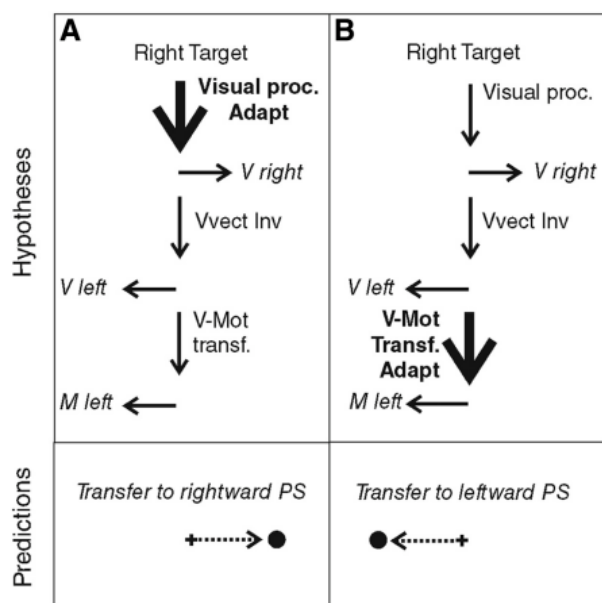 A
Right Target
Visual proc.
Adapt
V right
Vvect Inv
V left
V-Mot
transf.
M left
B
Right Target
Visual proc.
V right
Vvect Inv
V left
V-Mot
Transf.
Adapt
M left
Hypotheses
Transfer to rightward PS
Transfer to leftward PS
Predictions